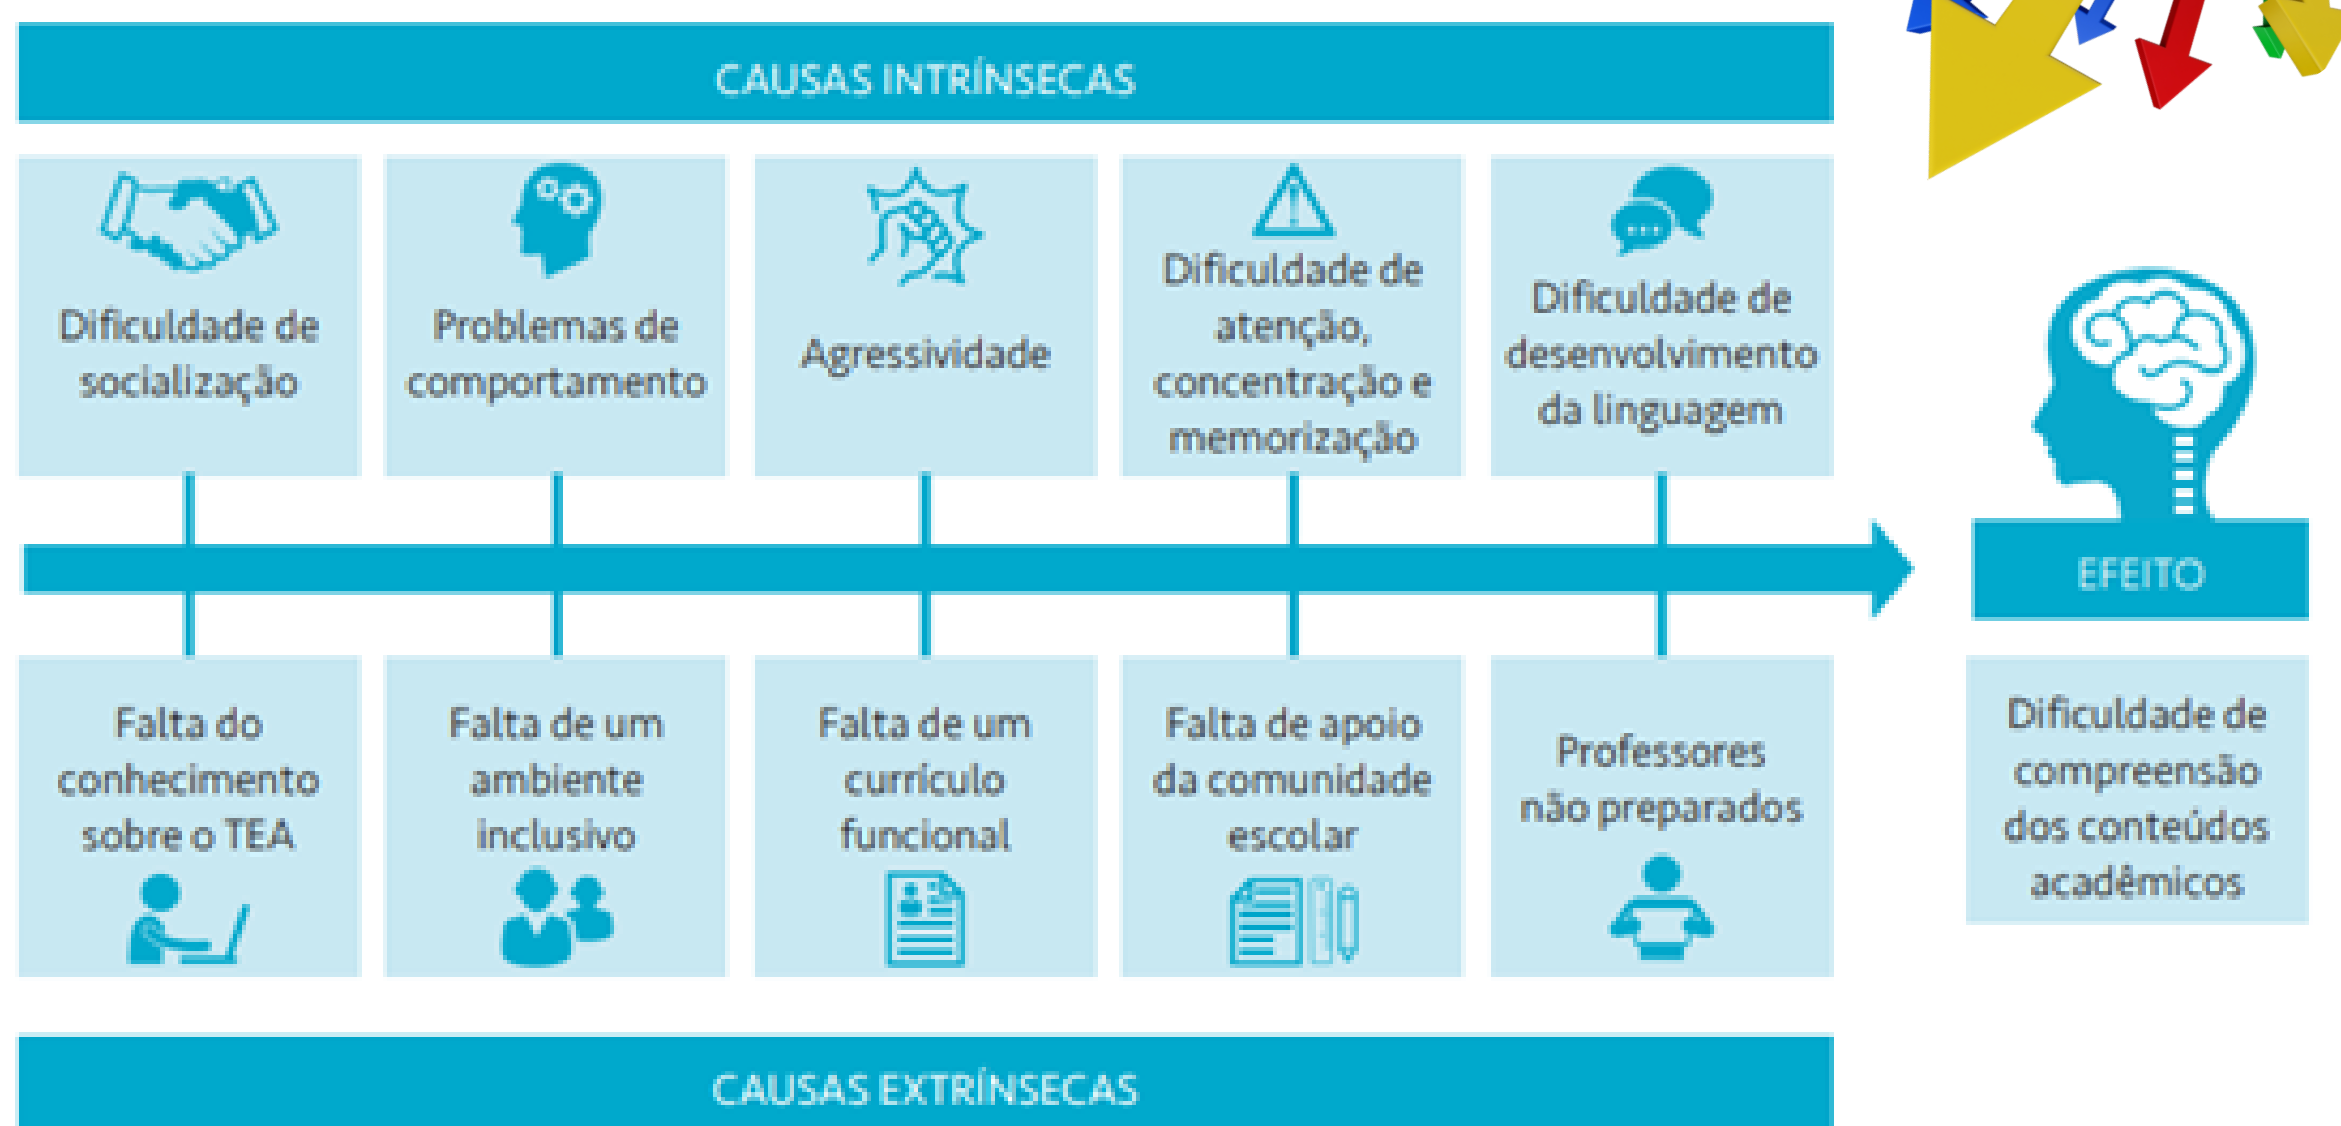 CAUSAS INTRÍNSECAS
Dificuldade de
socialização
Problemas de
comportamento
Agressividade
Dificuldade de
atenção,
concentração e
memorização
Dificuldade de
desenvolvimento
da linguagem
EFEITO
Dificuldade de
compreensão
dos conteúdos
acadêmicos
Falta do
conhecimento
sobre o TEA
Falta de um
ambiente
inclusivo
Falta de um
currículo
funcional
Falta de apoio
da comunidade
escolar
Professores
não preparados
CAUSAS EXTRÍNSECAS